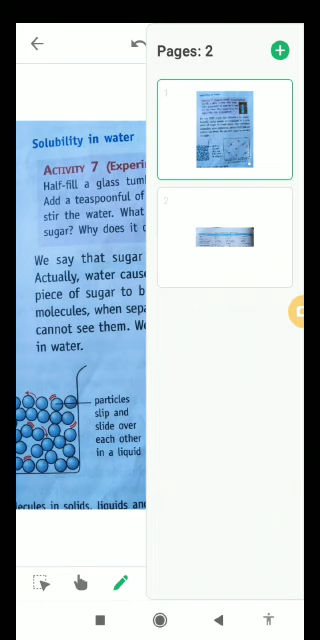 Pages: 2
1
2
Solubility in water
ACTIVITY 7 (Experi
Half-fill a glass tum
Add a teaspoonful of
stir the water. What
sugar? Why does it
We say that sugar
Actually, water cause
piece of sugar to b
molecules, when sepa
cannot see them. We
in water.
particles
slip and
slide over
each other
in a liquid
lecules in solids, liquids an